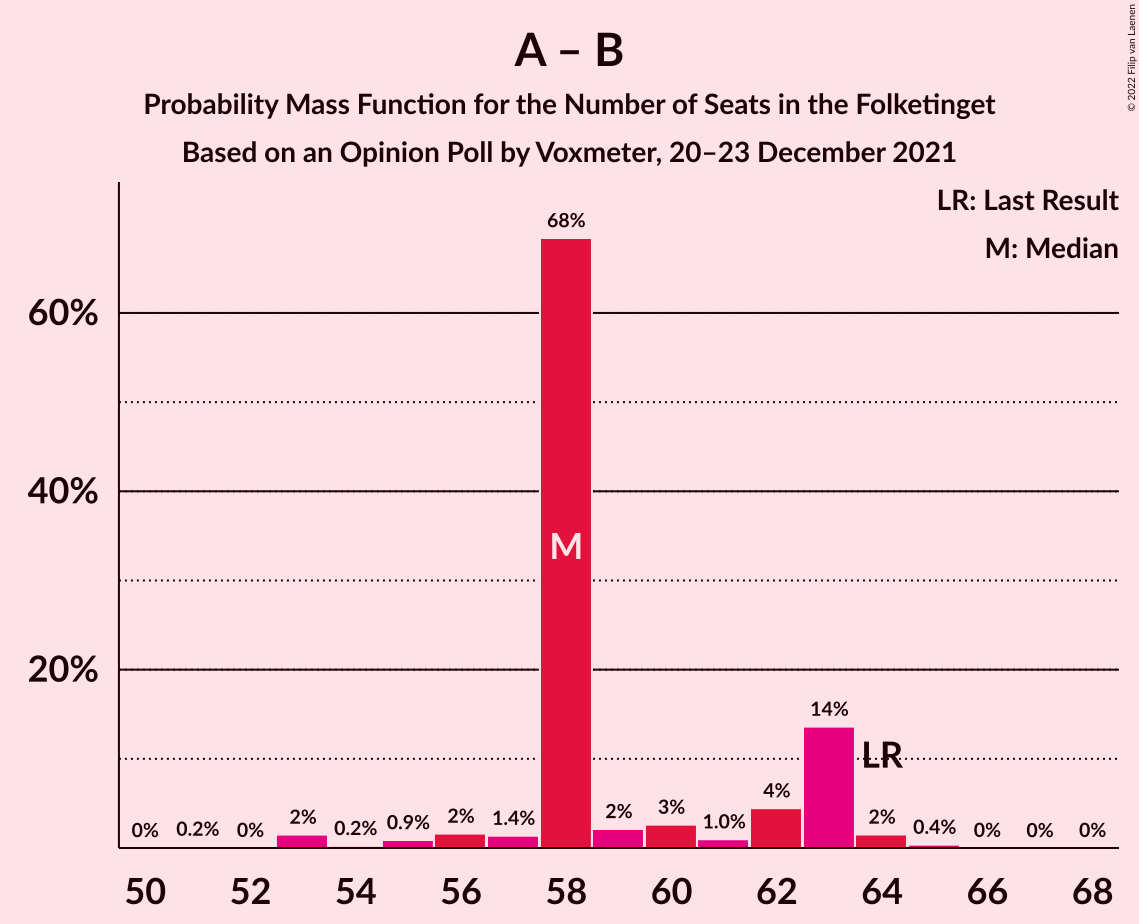 A – B
Probability Mass Function for the Number of Seats in the Folketinget
Based on an Opinion Poll by Voxmeter, 20–23 December 2021
© 2022 Filip van Laenen
LR: Last Result
M: Median
60%
40%
20%
68%
M
14%
LR
0%
0.2%
0%
2%
0.2%
0.9%
2%
1.4%
2%
3%
1.0%
4%
2%
0.4%
0%
0%
0%
50 52 54 56 58 60 62 64 66 68